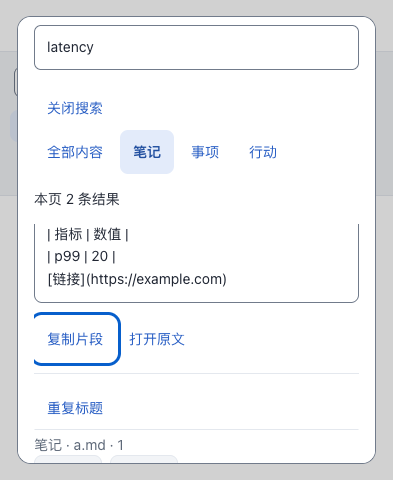 latency
关闭搜索
全部内容 笔记 事项 行动
本页 2 条结果
| 指标 | 数值 |
| p99 | 20 |
[链接](https://example.com)
复制片段 打开原文
重复标题
笔记 · a.md · 1